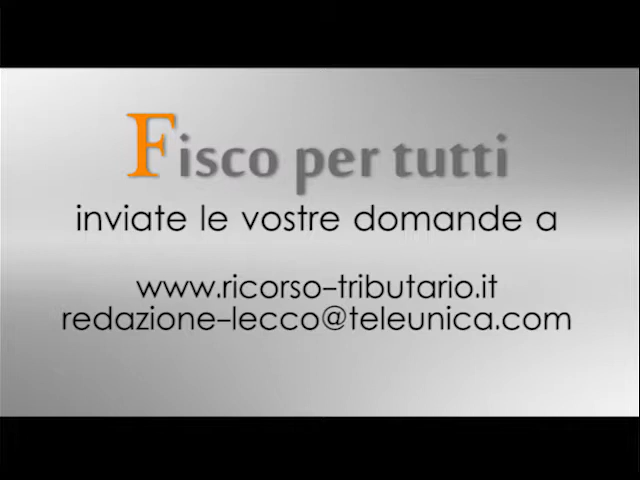 Fisco per tutti
inviate le vostre domande a
www.ricorso-tributario.it
redazione-lecco@teleunica.com